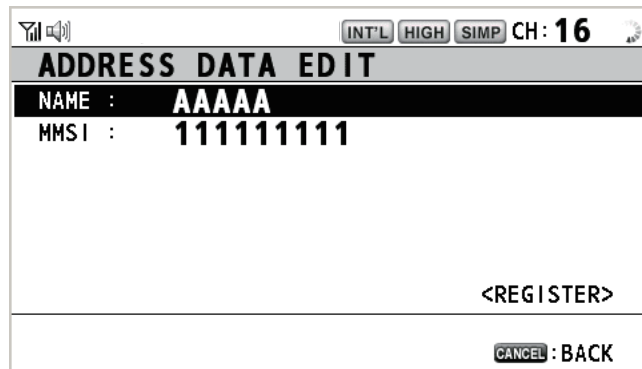 INT'L HIGH SIMP CH: 16
ADDRESS DATA EDIT
NAME : AAAAA
MMSI : 111111111
<REGISTER>
CANCEL : BACK